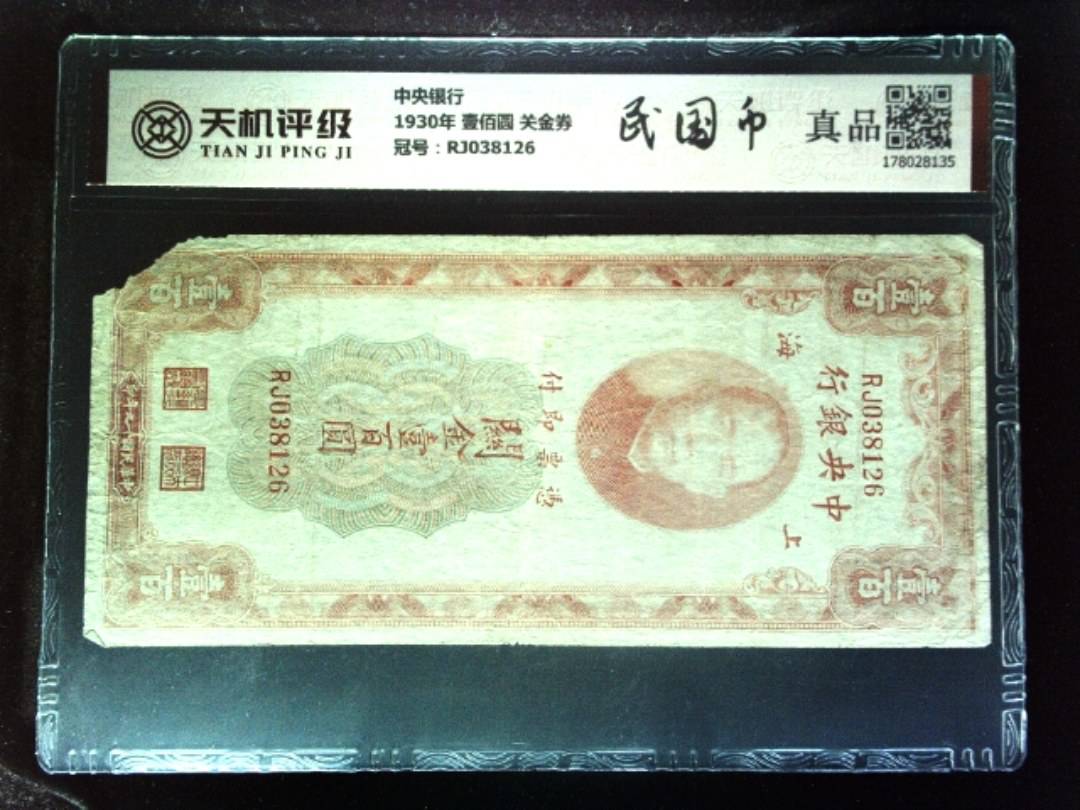 天机评级
TIAN JI PING JI
中央银行
1930年 壹佰圆 关金券
冠号：RJ038126
民国币
真品
178028135
RJ038126
中央銀行
上海
憑票即付
關金壹百圓
RJ038126
壹百
壹百
壹百
壹百